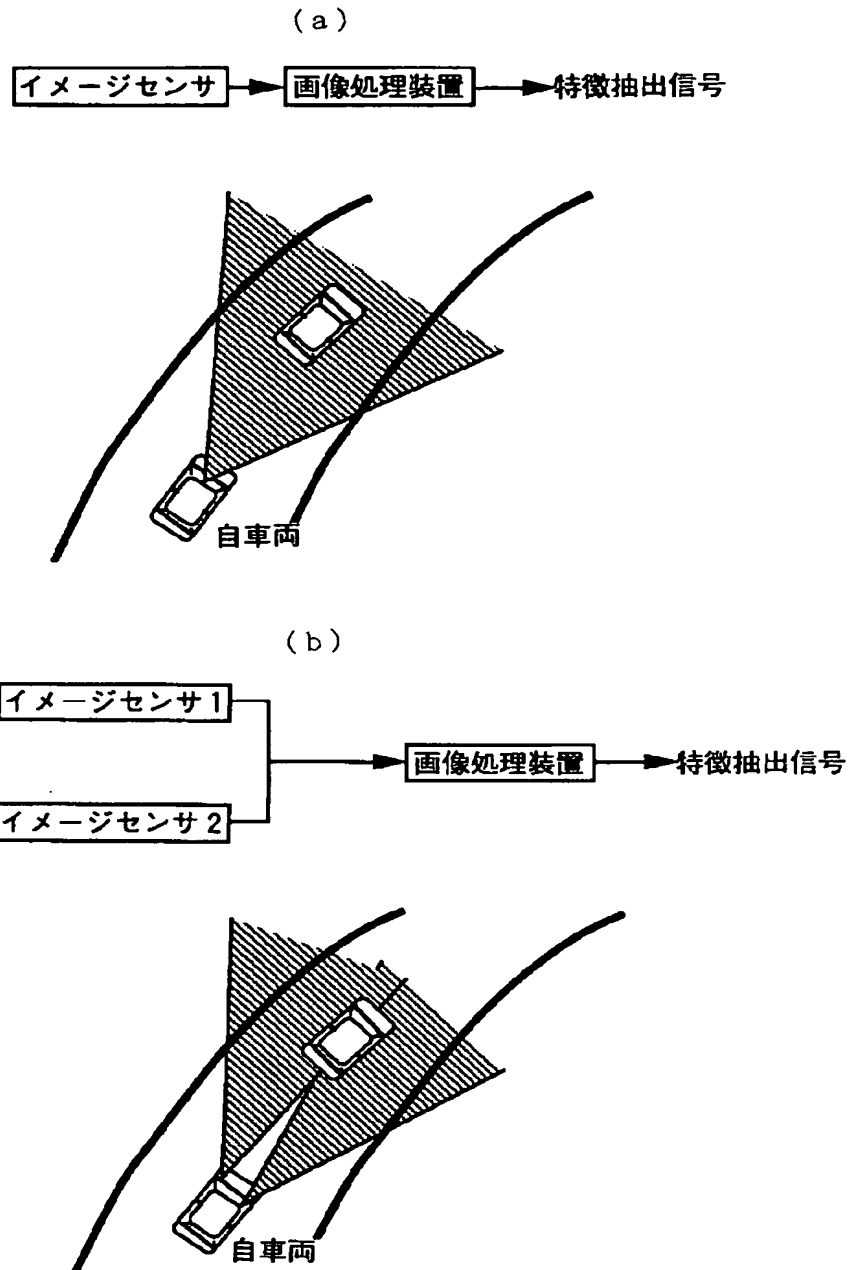 (a)
イメージセンサ 画像処理装置 特徴抽出信号
自車両
(b)
イメージセンサ1
画像処理装置 特徴抽出信号
イメージセンサ2
自車両